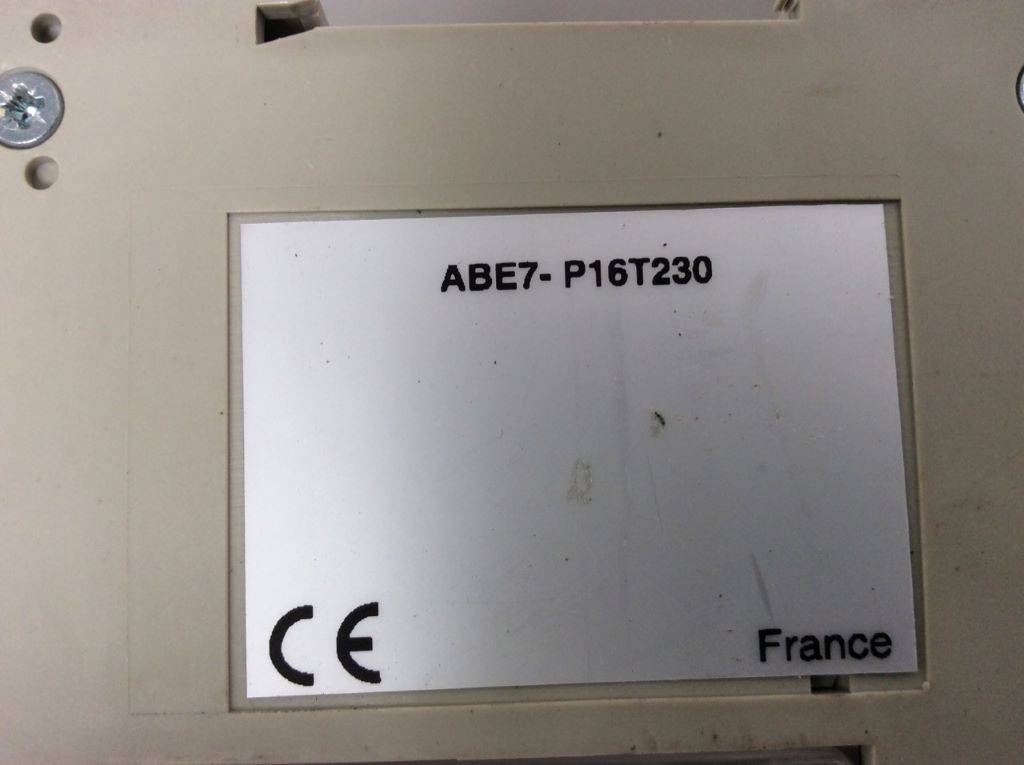 ABE7- P16T230
CE
France